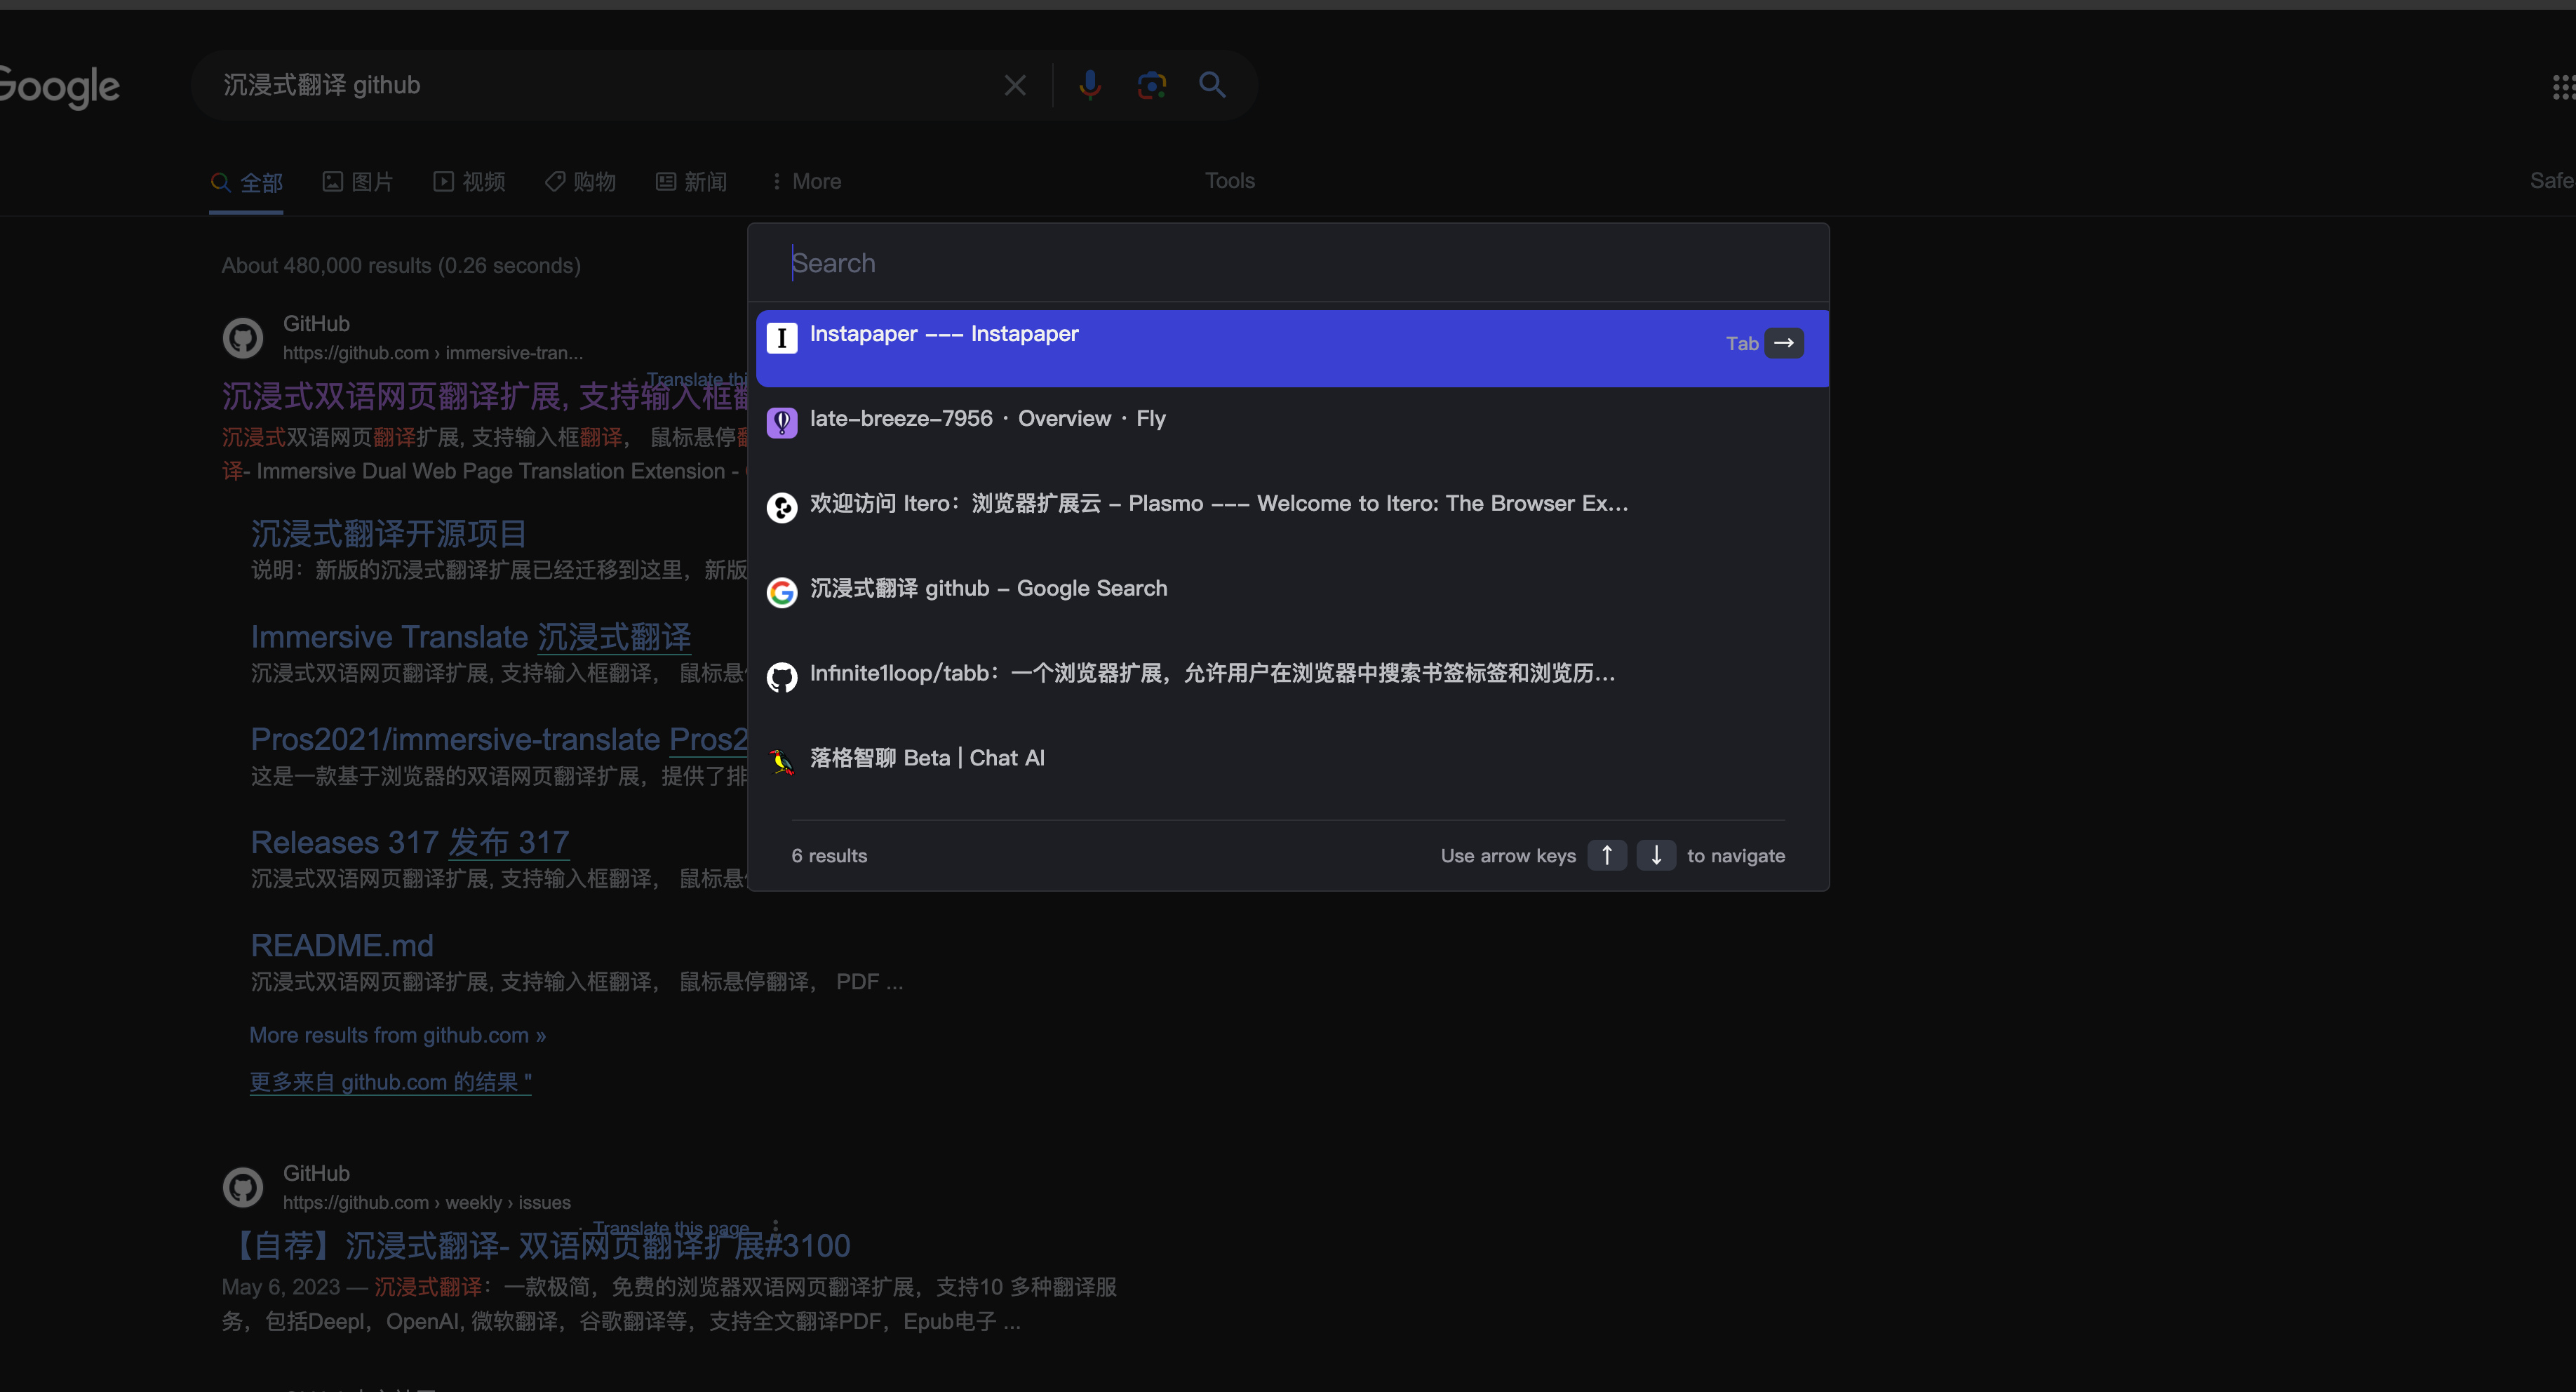 Google
沉浸式翻译 github
全部
图片
视频
购物
新闻
More
Tools
Safe
About 480,000 results (0.26 seconds)
GitHub
https://github.com › immersive-tran...
· Translate thi
沉浸式双语网页翻译扩展, 支持输入框翻
沉浸式双语网页翻译扩展, 支持输入框翻译， 鼠标悬停翻
译- Immersive Dual Web Page Translation Extension -
沉浸式翻译开源项目
说明：新版的沉浸式翻译扩展已经迁移到这里，新版
Immersive Translate 沉浸式翻译
沉浸式双语网页翻译扩展, 支持输入框翻译， 鼠标悬
Pros2021/immersive-translate Pros2
这是一款基于浏览器的双语网页翻译扩展，提供了排
Releases 317 发布 317
沉浸式双语网页翻译扩展, 支持输入框翻译， 鼠标悬
README.md
沉浸式双语网页翻译扩展, 支持输入框翻译， 鼠标悬停翻译， PDF ...
More results from github.com »
更多来自 github.com 的结果 "
GitHub
https://github.com › weekly › issues
· Translate this page
【自荐】沉浸式翻译- 双语网页翻译扩展#3100
May 6, 2023 — 沉浸式翻译：一款极简，免费的浏览器双语网页翻译扩展，支持10 多种翻译服
务，包括Deepl，OpenAI, 微软翻译，谷歌翻译等，支持全文翻译PDF，Epub电子 ...
Search
Instapaper --- Instapaper
Tab →
late-breeze-7956 · Overview · Fly
欢迎访问 Itero：浏览器扩展云 – Plasmo --- Welcome to Itero: The Browser Ex...
沉浸式翻译 github – Google Search
Infinite1loop/tabb：一个浏览器扩展，允许用户在浏览器中搜索书签标签和浏览历...
落格智聊 Beta | Chat AI
6 results
Use arrow keys ↑ ↓ to navigate